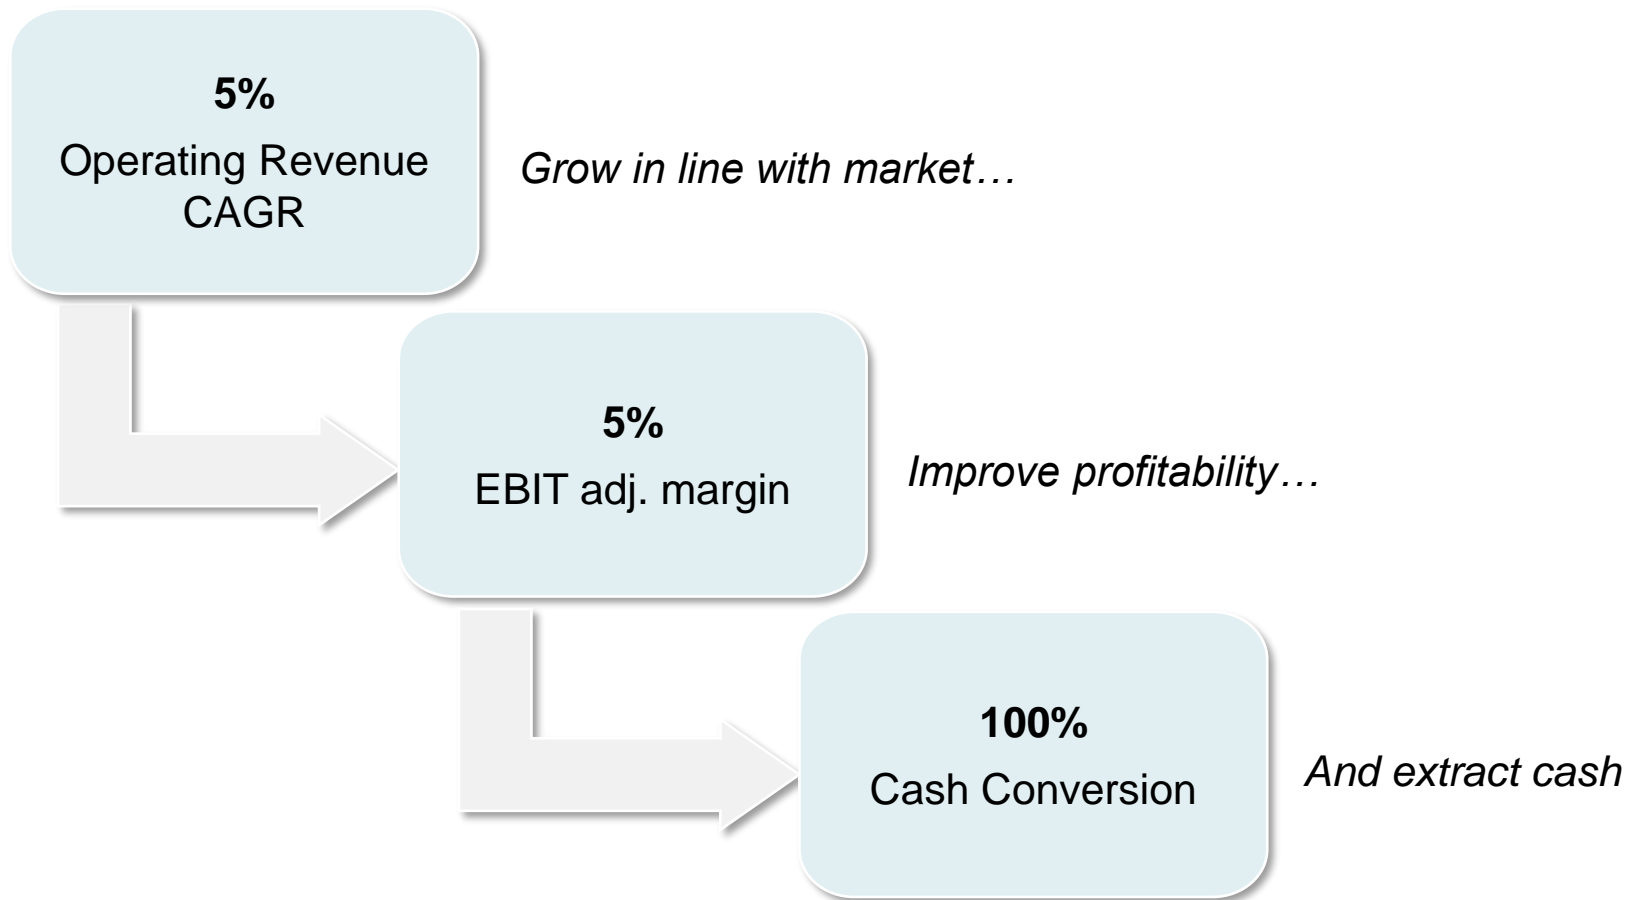 5%
Operating Revenue
CAGR
Grow in line with market…
5%
EBIT adj. margin
Improve profitability…
100%
Cash Conversion
And extract cash